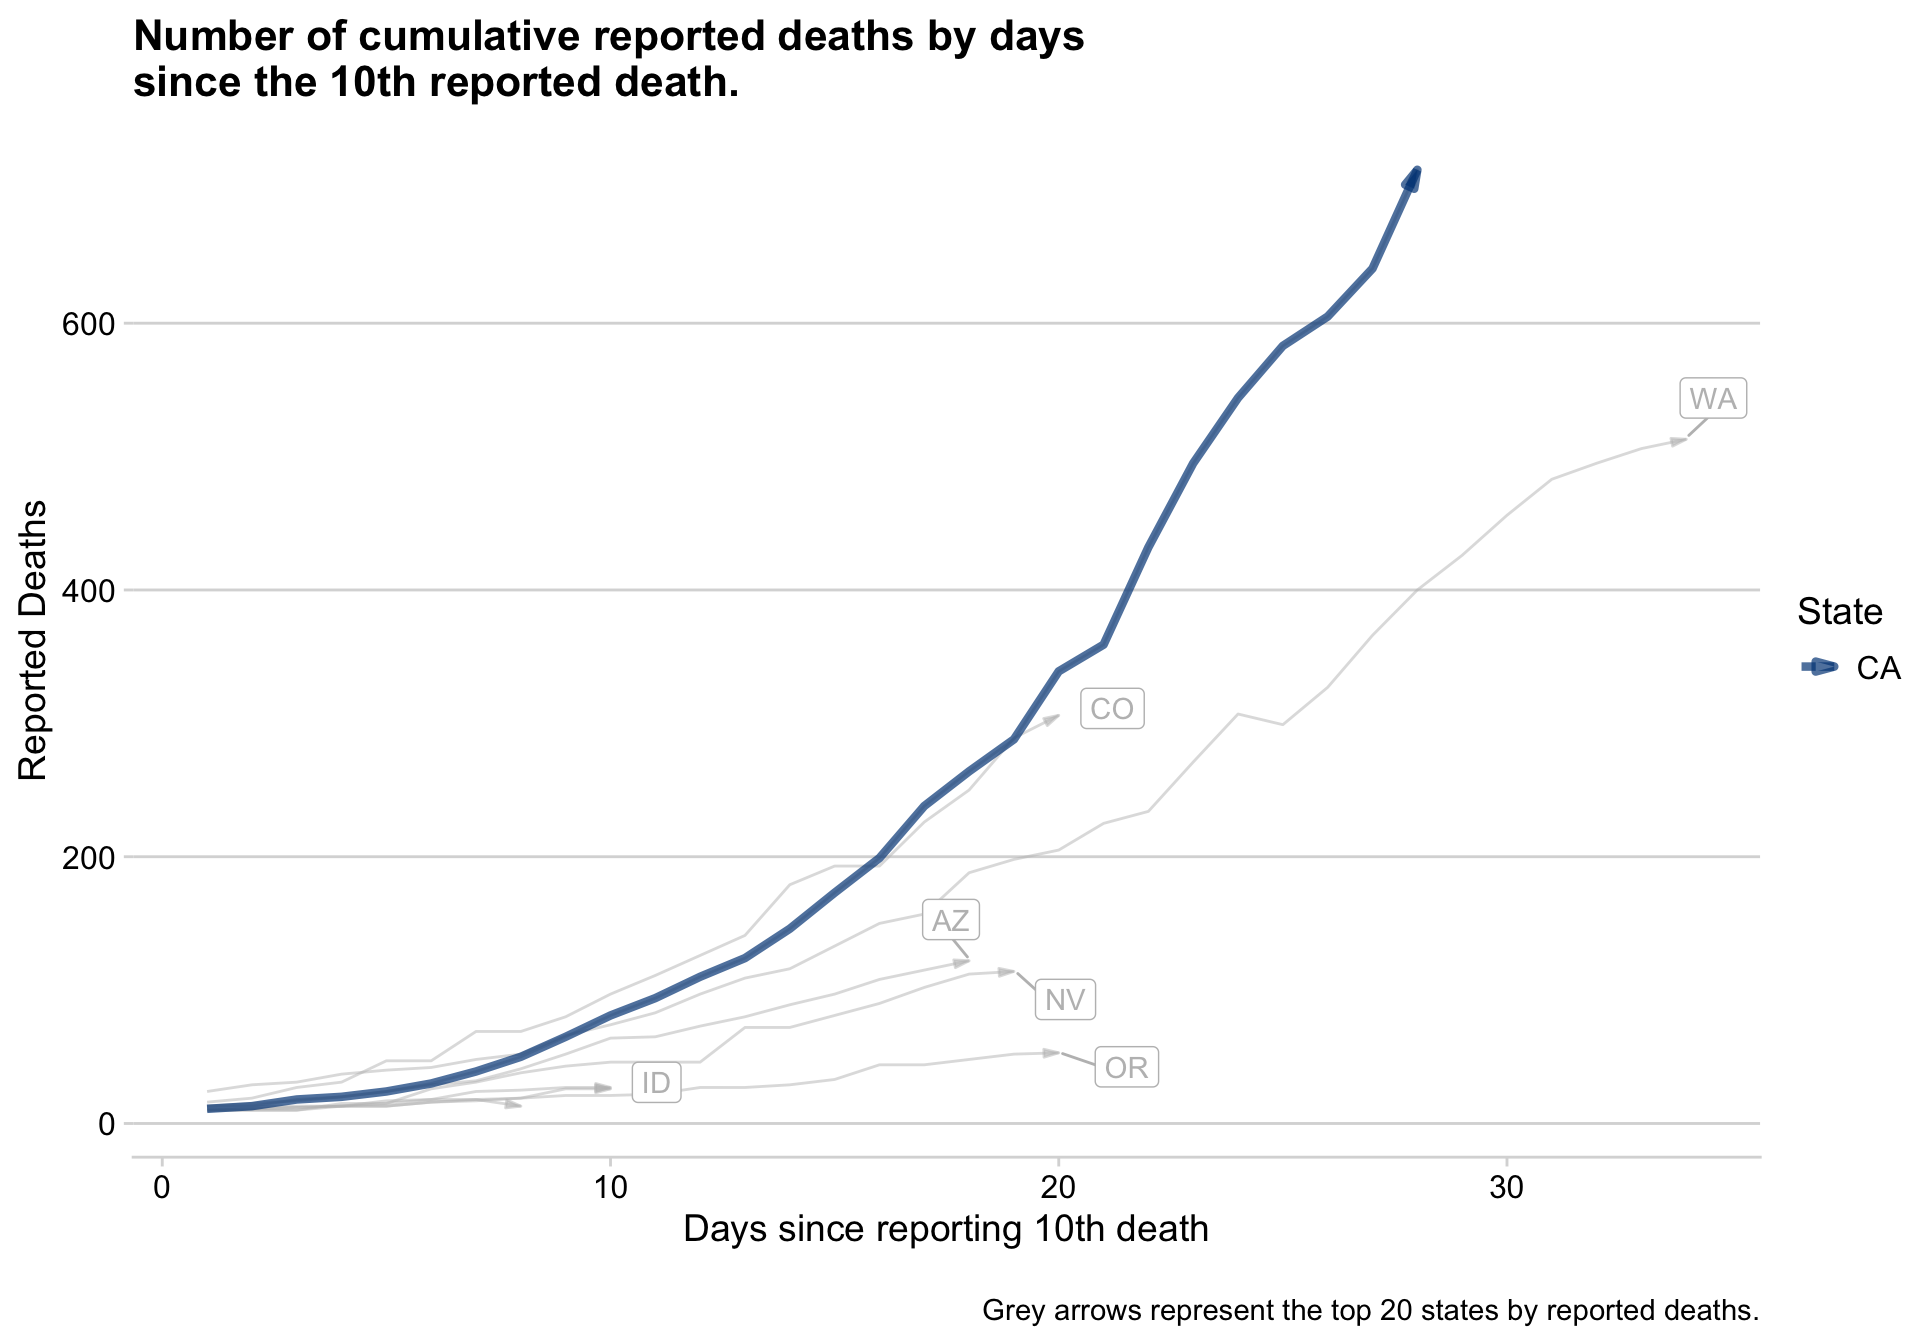 Number of cumulative reported deaths by days
since the 10th reported death.
Reported Deaths
600
400
200
0
WA
CO
AZ
NV
ID
OR
State
CA
0 10 20 30
Days since reporting 10th death
Grey arrows represent the top 20 states by reported deaths.